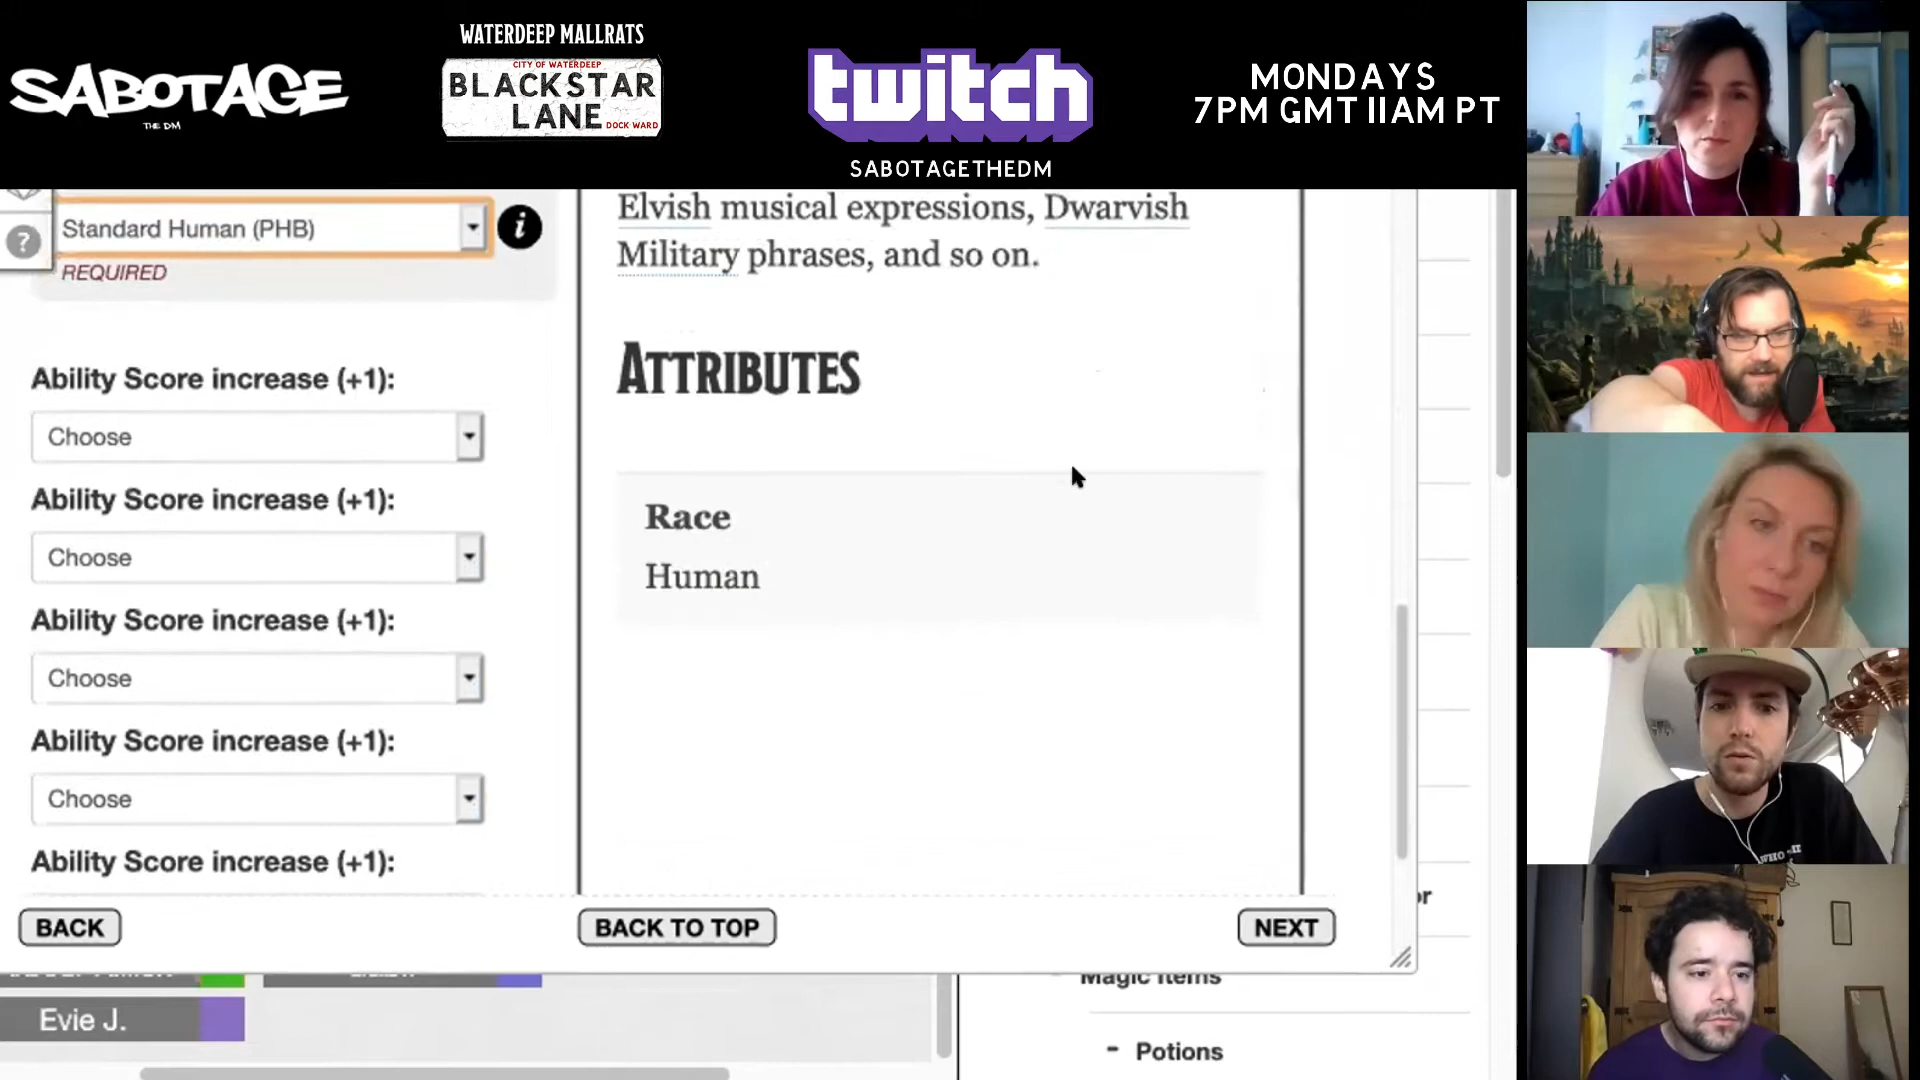 SABOTAGE
THE DM
WATERDEEP MALLRATS
CITY OF WATERDEEP
BLACKSTAR
LANE
DOCK WARD
twitch
SABOTAGETHEDM
MONDAYS
7PM GMT 11AM PT
?
Standard Human (PHB)
i
REQUIRED
Ability Score increase (+1):
Choose
Ability Score increase (+1):
Choose
Ability Score increase (+1):
Choose
Ability Score increase (+1):
Choose
Ability Score increase (+1):
Elvish musical expressions, Dwarvish
Military phrases, and so on.
ATTRIBUTES
Race
Human
BACK
BACK TO TOP
NEXT
Evie J.
Magic Items
- Potions